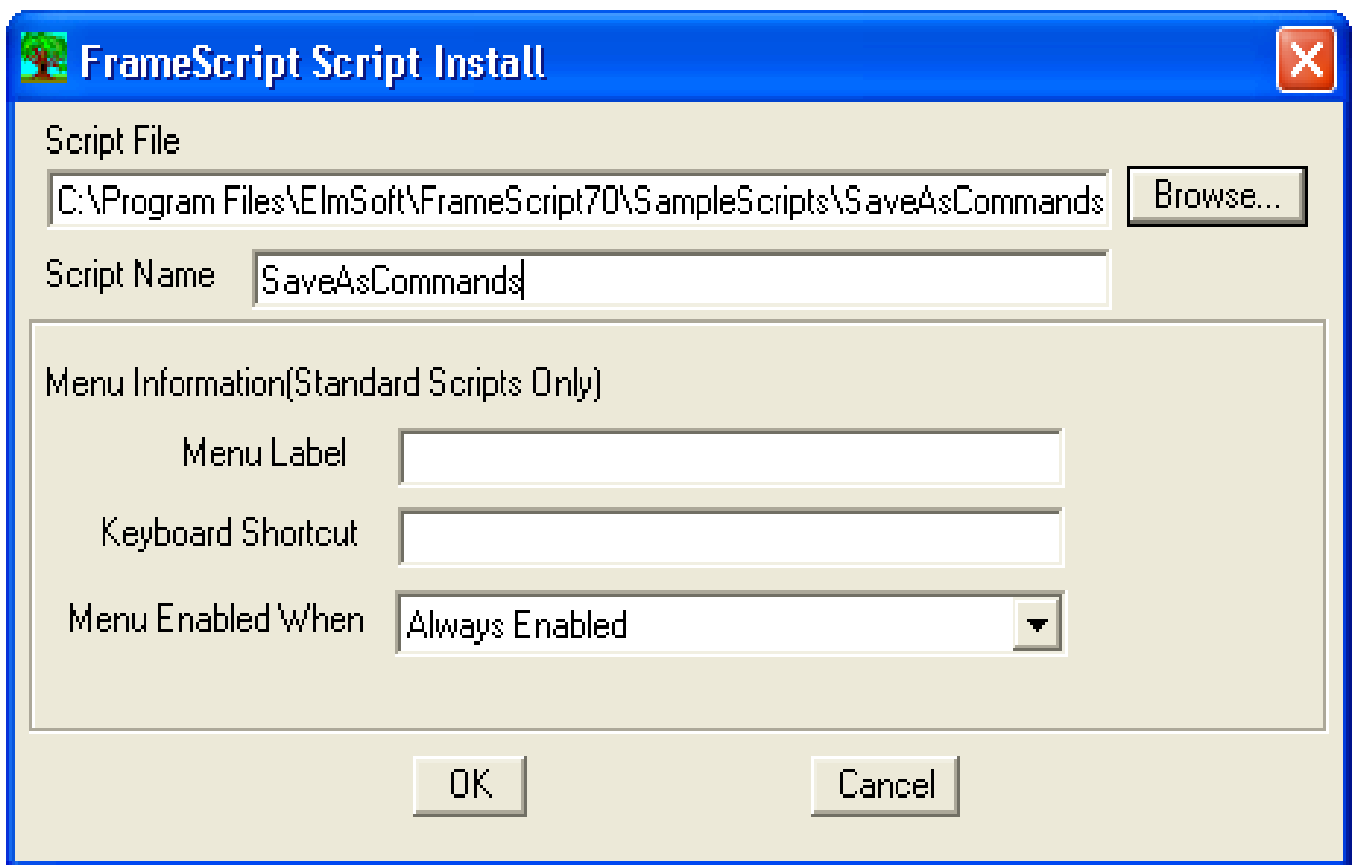 FrameScript Script Install
Script File
C:\Program Files\ElmSoft\FrameScript70\SampleScripts\SaveAsCommands
Browse...
Script Name SaveAsCommands
Menu Information(Standard Scripts Only)
Menu Label
Keyboard Shortcut
Menu Enabled When Always Enabled
OK Cancel